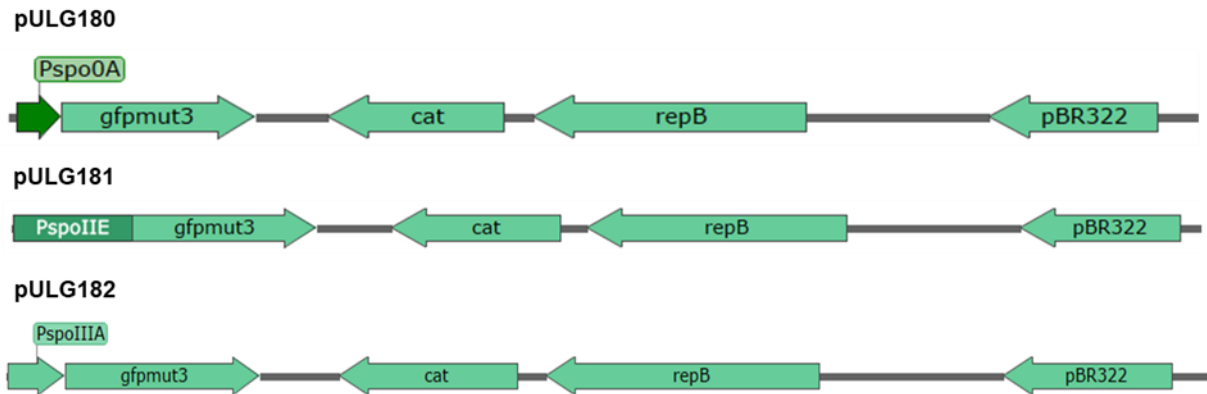 pULG180
Pspo0A
gfpmut3 cat repB pBR322
pULG181
PspoIIE gfpmut3 cat repB pBR322
pULG182
PspoIIIA
gfpmut3 cat repB pBR322